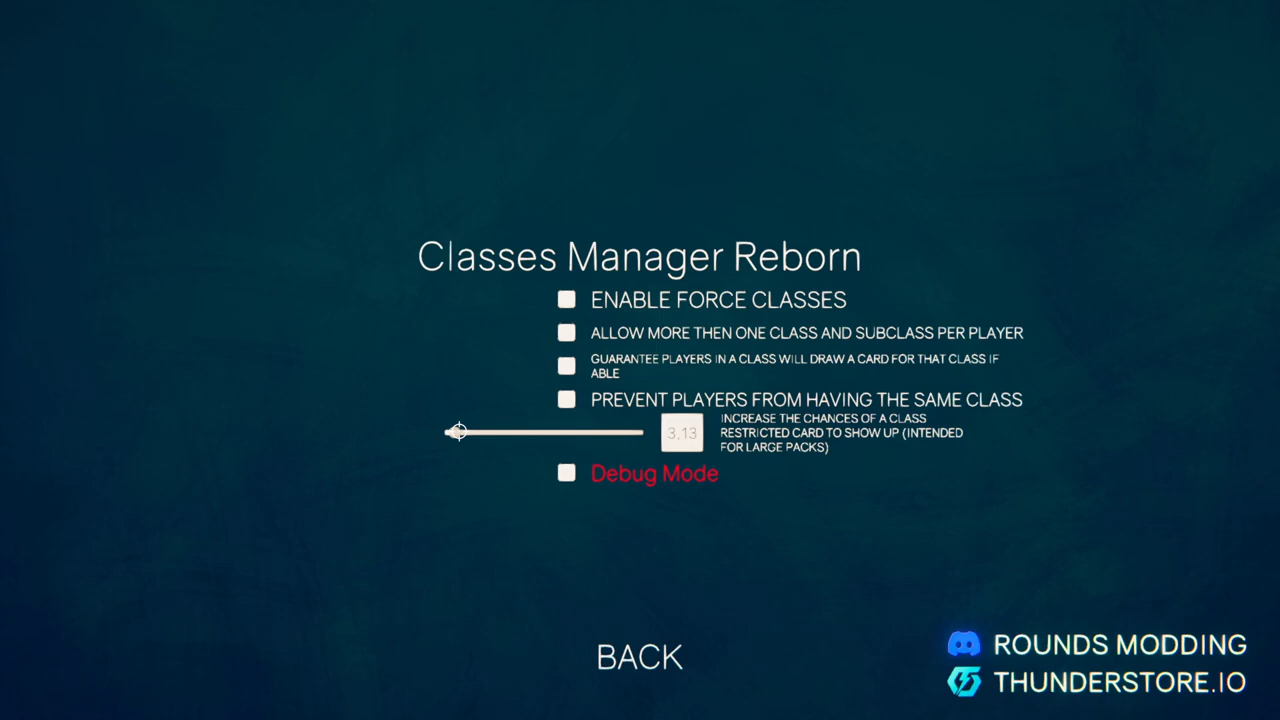 Classes Manager Reborn
ENABLE FORCE CLASSES
ALLOW MORE THEN ONE CLASS AND SUBCLASS PER PLAYER
GUARANTEE PLAYERS IN A CLASS WILL DRAW A CARD FOR THAT CLASS IF
ABLE
PREVENT PLAYERS FROM HAVING THE SAME CLASS
3.13
INCREASE THE CHANCES OF A CLASS
RESTRICTED CARD TO SHOW UP (INTENDED
FOR LARGE PACKS)
Debug Mode
BACK
ROUNDS MODDING
THUNDERSTORE.IO